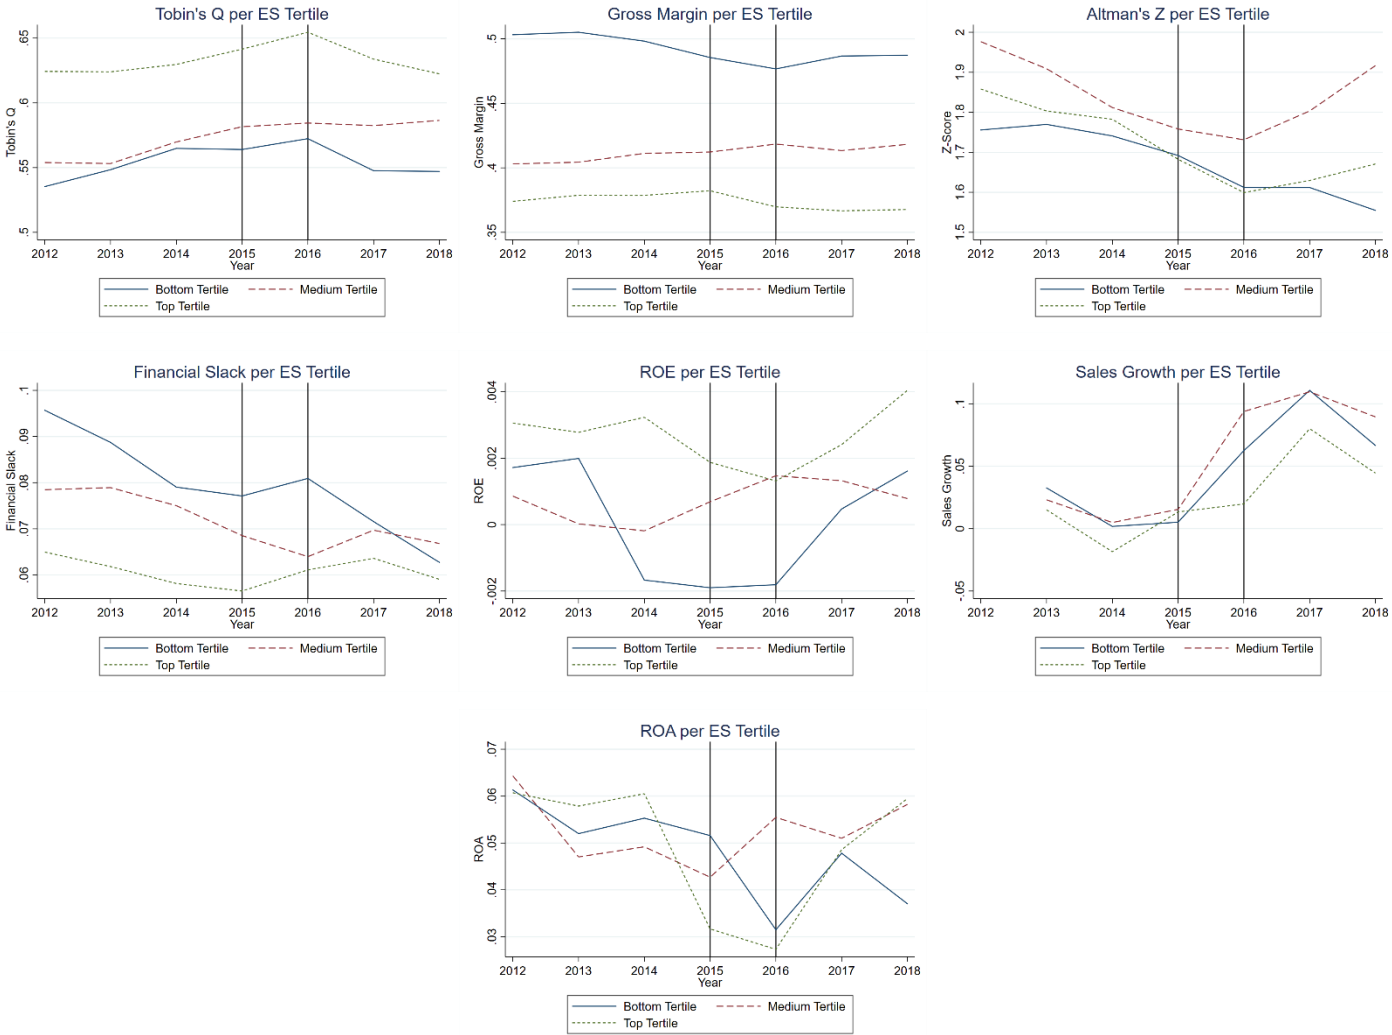 Tobin's Q per ES Tertile
Tobin's Q
.65
.6
.55
.5
2012 2013 2014 2015 2016 2017 2018
Year
Bottom Tertile Medium Tertile
Top Tertile
Gross Margin per ES Tertile
Gross Margin
.5
.45
.4
.35
2012 2013 2014 2015 2016 2017 2018
Year
Bottom Tertile Medium Tertile
Top Tertile
Altman's Z per ES Tertile
Z-Score
2
1.9
1.8
1.7
1.6
1.5
2012 2013 2014 2015 2016 2017 2018
Year
Bottom Tertile Medium Tertile
Top Tertile
Financial Slack per ES Tertile
Financial Slack
.1
.09
.08
.07
.06
2012 2013 2014 2015 2016 2017 2018
Year
Bottom Tertile Medium Tertile
Top Tertile
ROE per ES Tertile
ROE
.004
.002
0
-.002
2012 2013 2014 2015 2016 2017 2018
Year
Bottom Tertile Medium Tertile
Top Tertile
Sales Growth per ES Tertile
Sales Growth
.1
.05
0
-.05
2012 2013 2014 2015 2016 2017 2018
Year
Bottom Tertile Medium Tertile
Top Tertile
ROA per ES Tertile
ROA
.07
.06
.05
.04
.03
2012 2013 2014 2015 2016 2017 2018
Year
Bottom Tertile Medium Tertile
Top Tertile